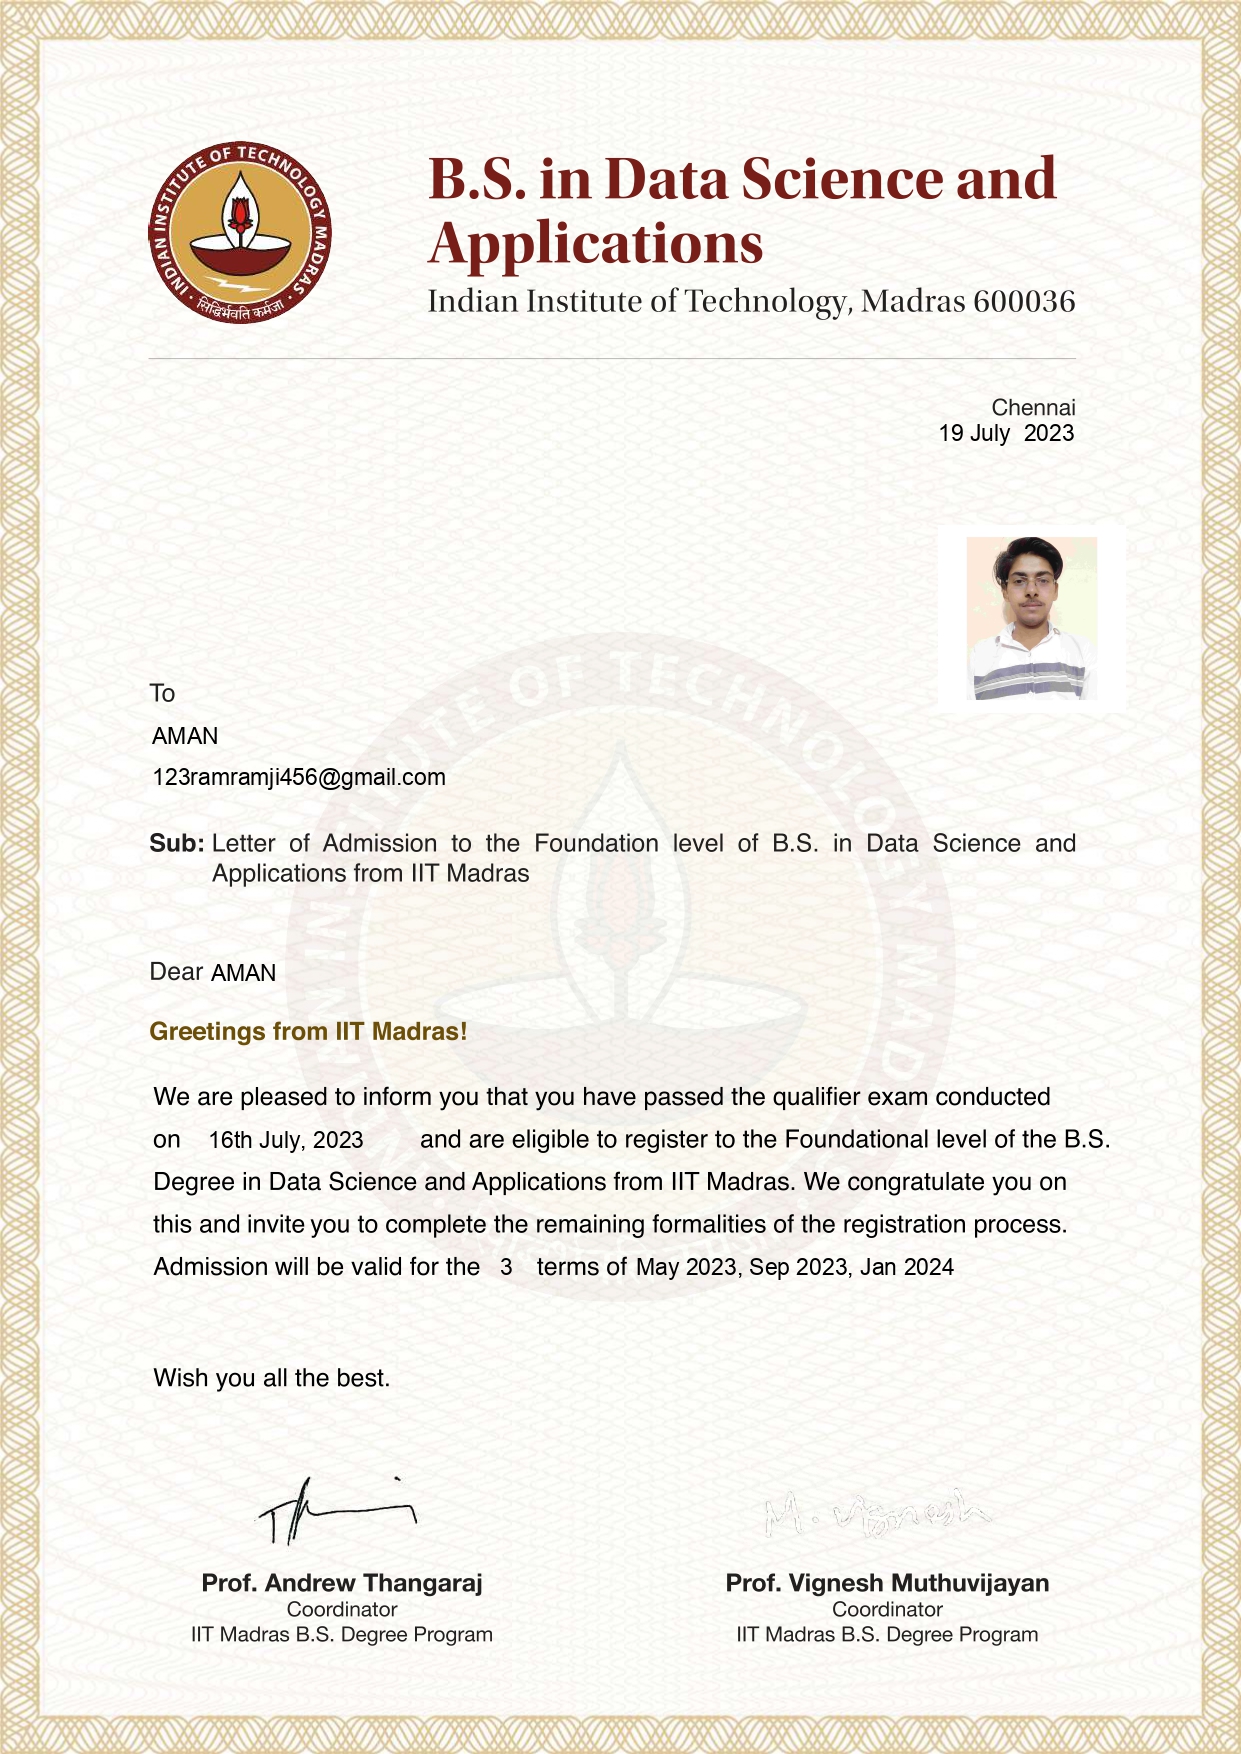 INDIAN INSTITUTE OF TECHNOLOGY MADRAS
सिद्धिर्भवति कर्मजा
B.S. in Data Science and
Applications
Indian Institute of Technology, Madras 600036
Chennai
19 July 2023
To
AMAN
123ramramji456@gmail.com
Sub: Letter of Admission to the Foundation level of B.S. in Data Science and
Applications from IIT Madras
Dear AMAN
Greetings from IIT Madras!
We are pleased to inform you that you have passed the qualifier exam conducted
on 16th July, 2023 and are eligible to register to the Foundational level of the B.S.
Degree in Data Science and Applications from IIT Madras. We congratulate you on
this and invite you to complete the remaining formalities of the registration process.
Admission will be valid for the 3 terms of May 2023, Sep 2023, Jan 2024
Wish you all the best.
M. Vignesh
Prof. Andrew Thangaraj
Coordinator
IIT Madras B.S. Degree Program
Prof. Vignesh Muthuvijayan
Coordinator
IIT Madras B.S. Degree Program